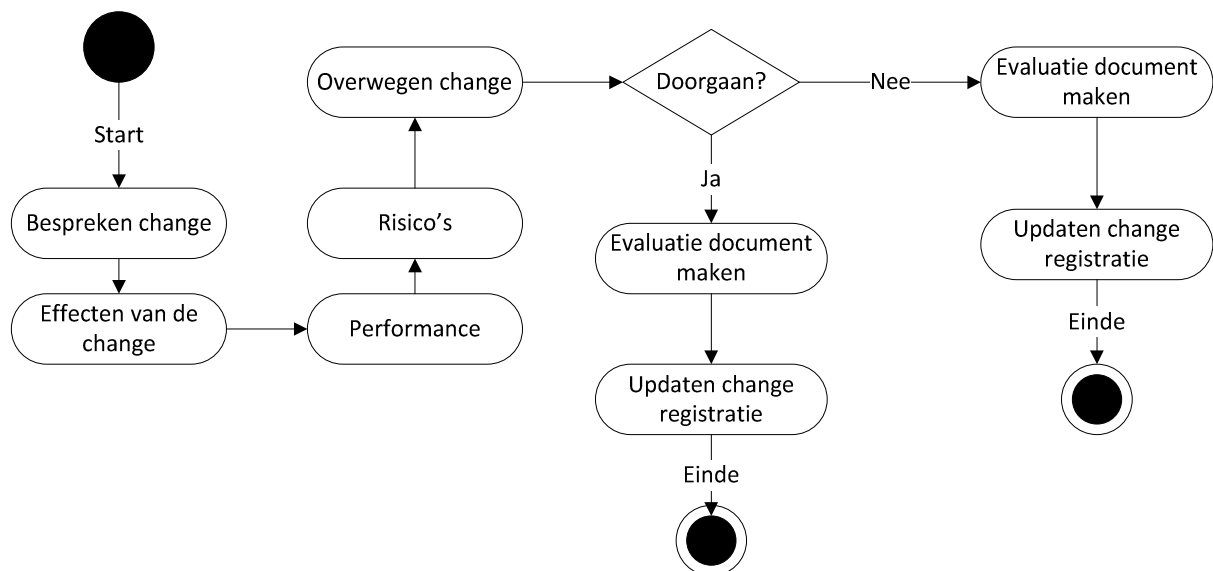 Start
Bespreken change
Effecten van de
change
Performance
Risico's
Overwegen change
Doorgaan?
Ja
Evaluatie document
maken
Updaten change
registratie
Einde
Nee
Evaluatie document
maken
Updaten change
registratie
Einde